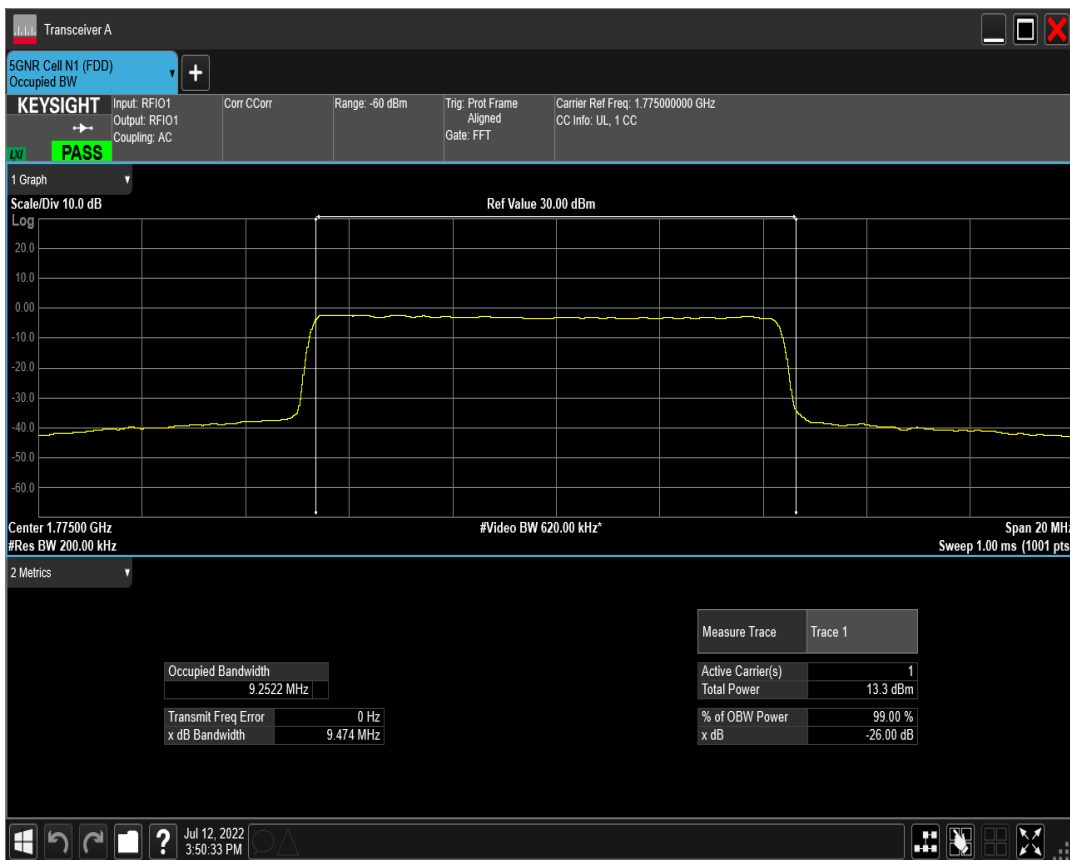 Transceiver A
5GNR Cell N1 (FDD)
Occupied BW
+
KEYSIGHT
LXI
PASS
Input: RFIO1
Output: RFIO1
Coupling: AC
Corr CCorr
Range: -60 dBm
Trig: Prot Frame
Aligned
Gate: FFT
Carrier Ref Freq: 1.775000000 GHz
CC Info: UL, 1 CC
1 Graph
Scale/Div 10.0 dB
Ref Value 30.00 dBm
Log
20.0
10.0
0.00
-10.0
-20.0
-30.0
-40.0
-50.0
-60.0
Center 1.77500 GHz
#Video BW 620.00 kHz*
Span 20 MHz
#Res BW 200.00 kHz
Sweep 1.00 ms (1001 pts
2 Metrics
Measure Trace Trace 1
Occupied Bandwidth
9.2522 MHz
Active Carrier(s) 1
Total Power 13.3 dBm
Transmit Freq Error 0 Hz
x dB Bandwidth 9.474 MHz
% of OBW Power 99.00 %
x dB -26.00 dB
?
Jul 12, 2022
3:50:33 PM